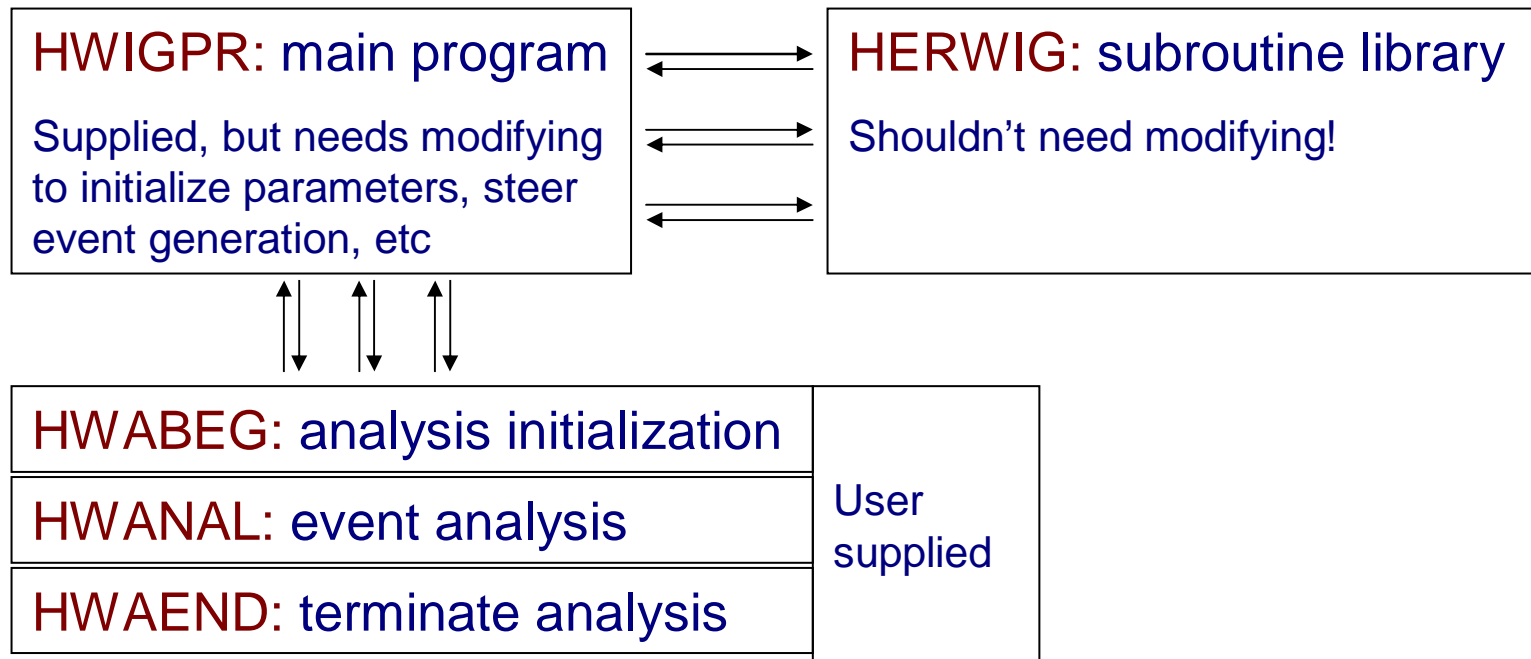 HWIGPR: main program
Supplied, but needs modifying
to initialize parameters, steer
event generation, etc
HERWIG: subroutine library
Shouldn't need modifying!
HWABEG: analysis initialization
HWANAL: event analysis
HWAEND: terminate analysis
User
supplied